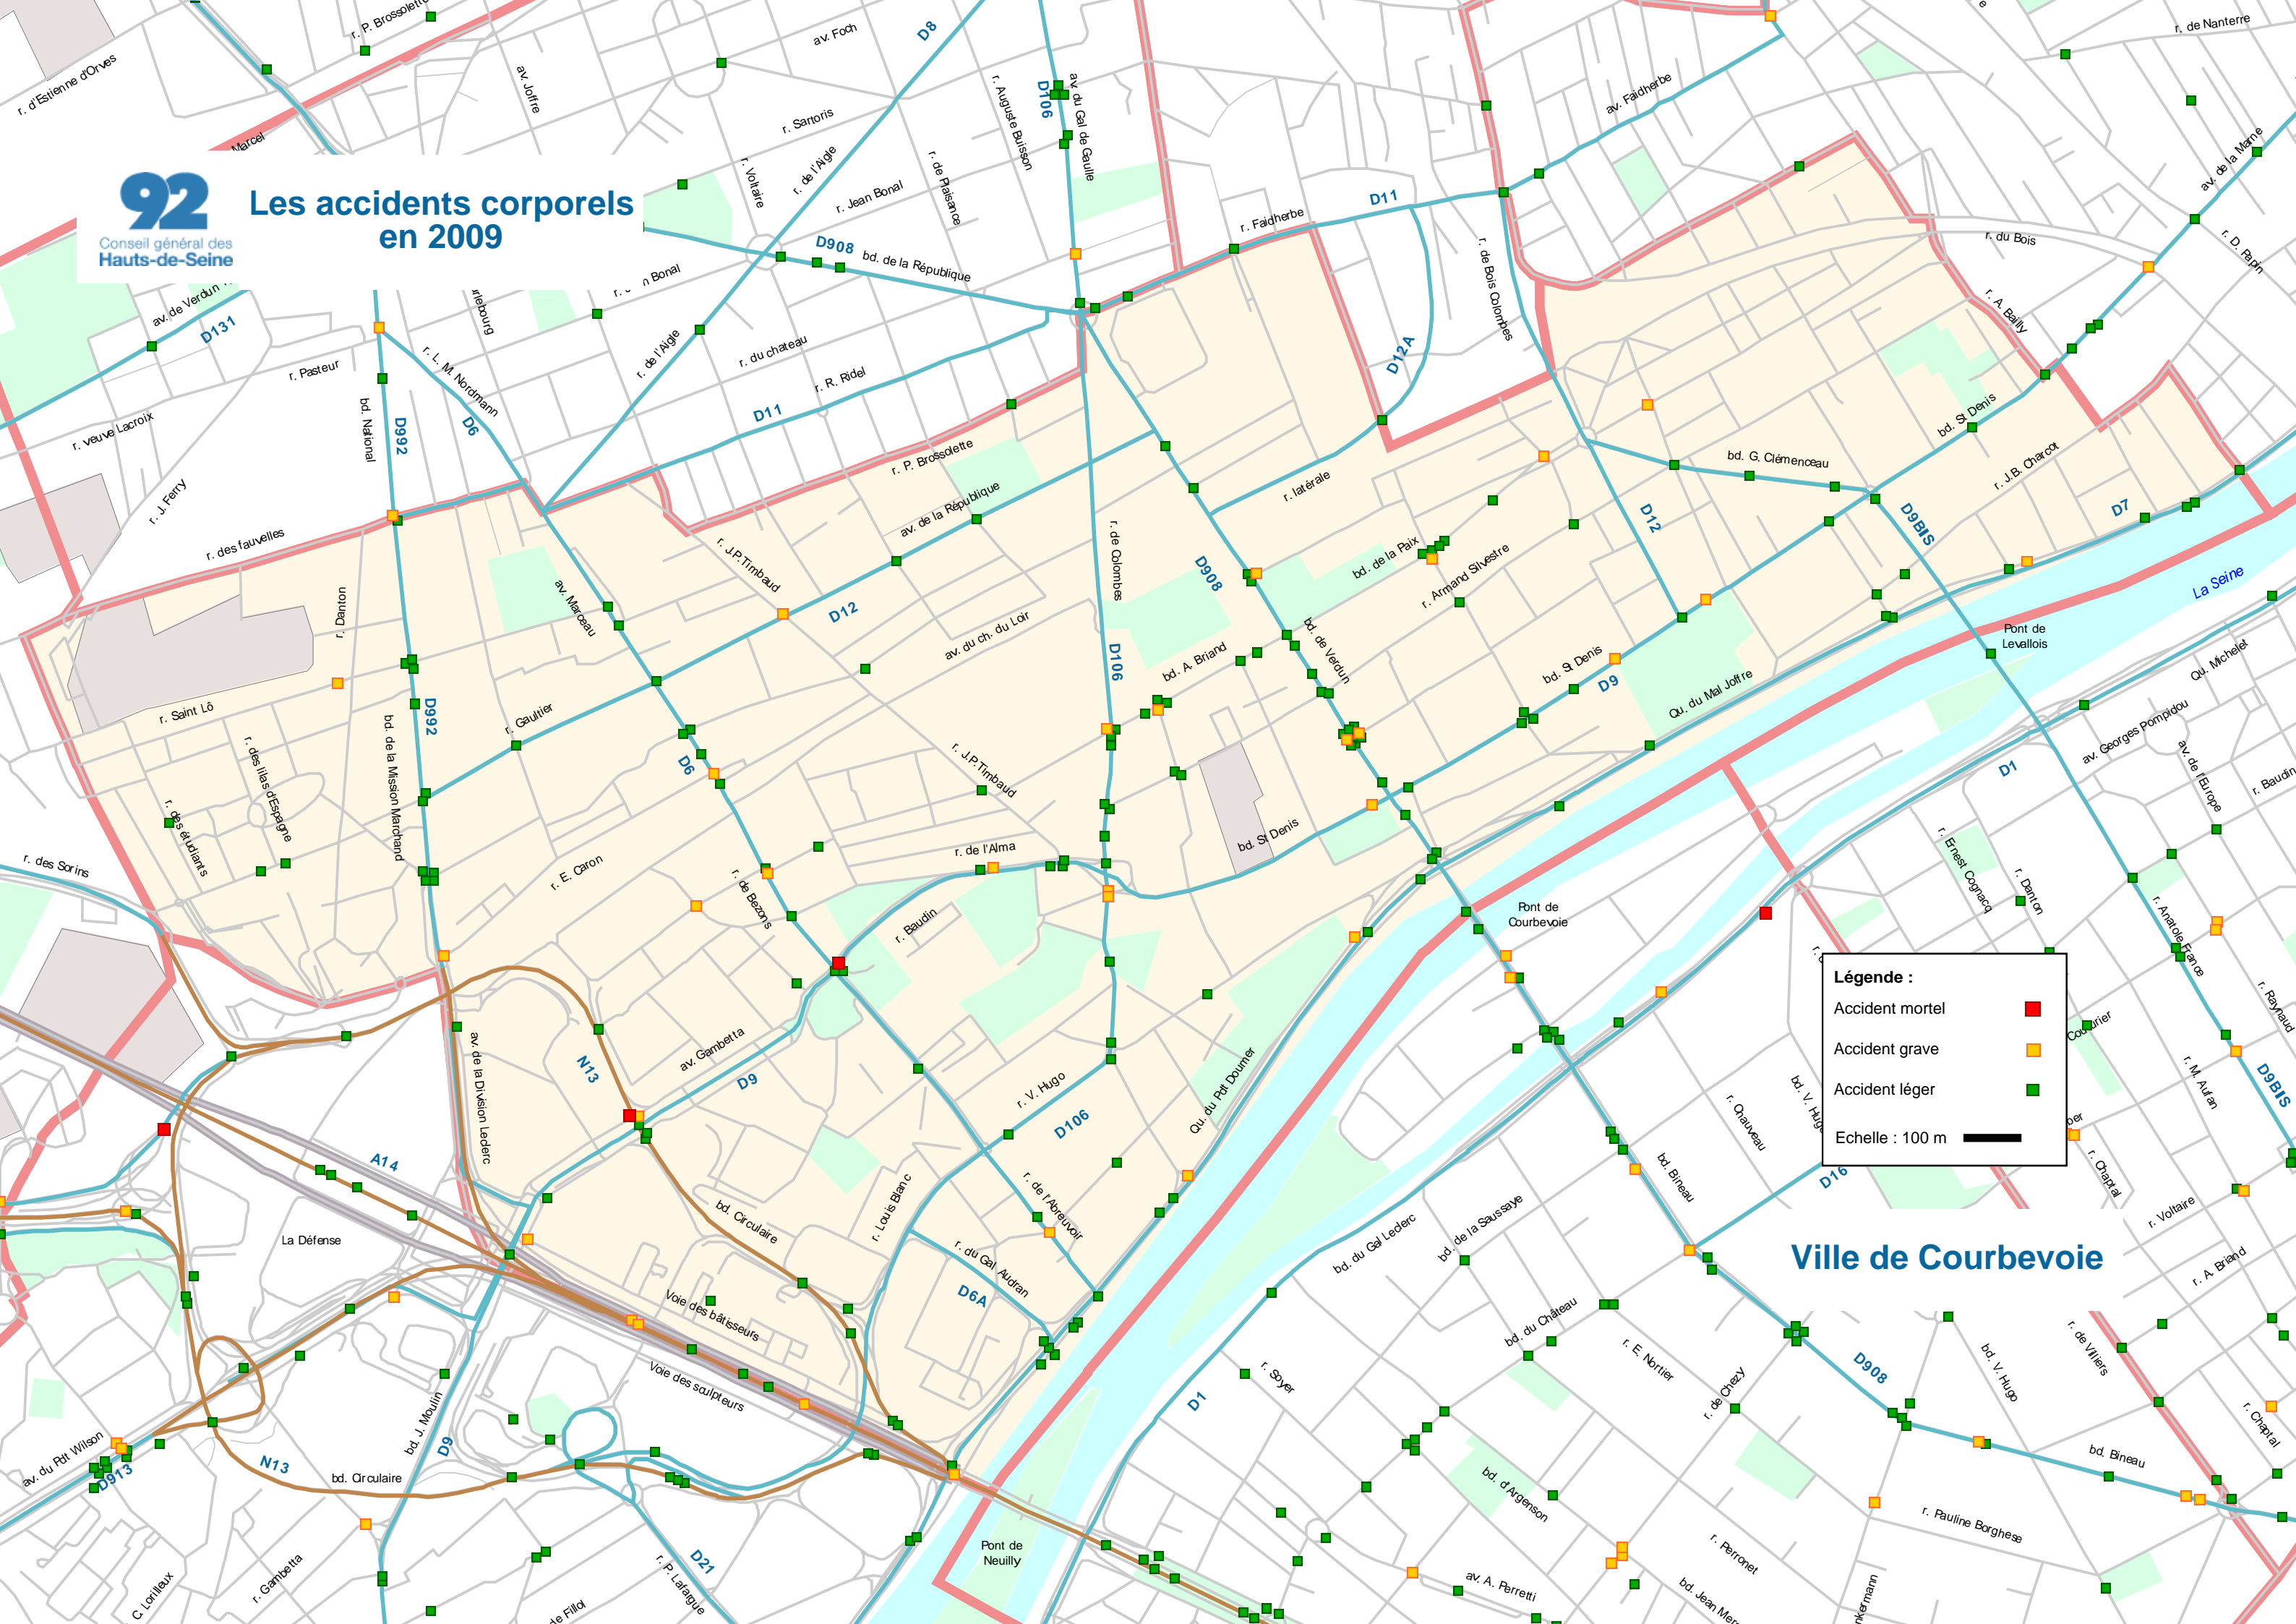 Les accidents corporels
en 2009
92
Conseil général des
Hauts-de-Seine
r. P. Brossolette
r. d'Estienne d'Orves
Marcel
av. Joffre
av. Foch
D8
r. Sartoris
r. Voltaire
r. de l'Aigle
r. Jean Bonal
r. de Plaisance
r. Auguste Buisson
D106
av. du Gal de Gaulle
D908
bd. de la République
r. Faidherbe
D11
av. Faidherbe
r. de Nanterre
av. de la Marne
r. D. Papin
r. du Bois
r. A. Bailly
r. de Bois Colombes
D12A
av. de Verdun
D131
r. Pasteur
r. veuve Lacroix
r. J. Ferry
bd. National
D992
r. L. M. Nordmann
D6
n Bonal
r. de l'Aigle
r. du chateau
r. R. Ridel
D11
r. P. Brossolette
av. de la République
r. J.P.Timbaud
D12
av. du ch. du Loir
r. des fauvelles
r. Danton
av. Marceau
r. Saint Lô
r. des lilas d'Espagne
r. des étudiants
bd. de la Mission Marchand
D992
r. Gaultier
D6
r. E. Caron
r. de Bezons
r. J.P.Timbaud
r. de l'Alma
r. Baudin
r. de Colombes
D106
D908
r. latérale
bd. de la Paix
r. Armand Silvestre
bd. A. Briand
bd. de Verdun
bd. St Denis
bd. St Denis
D9
D12
bd. G. Clémenceau
bd. St Denis
r. J.B. Charcot
D9BIS
D7
La Seine
Pont de
Levallois
Qu. du Mal Joffre
Qu. Michelet
av. Georges Pompidou
av. de l'Europe
r. Baudin
D1
r. Ernest Cognacq
r. Danton
r. Anatole France
r. Raynaud
r. M. Aufan
D9BIS
r. Chaptal
r. Voltaire
r. A. Briand
r. des Sorins
av. de la Division Leclerc
N13
av. Gambetta
D9
r. V. Hugo
D106
Qu. du Pdt Doumer
Pont de
Courbevoie
A14
La Défense
bd. Circulaire
r. Louis Blanc
r. de l'Abreuvoir
r. du Gal Audran
D6A
Voie des bâtisseurs
Voie des sculpteurs
bd. J. Moulin
D9
av. du Pdt Wilson
D913
N13
bd. Circulaire
r. Gambetta
C. Lorilleux
de Fillol
r. P. Lafargue
D21
Pont de
Neuilly
D1
bd. du Gal Leclerc
bd. de la Saussaye
bd. Bineau
r. Chauveau
bd. V. Hugo
D16
bd. du Château
r. Soyer
r. E. Nortier
r. de Chezy
D908
bd. V. Hugo
r. de Villiers
r. Chaptal
bd. Bineau
r. Pauline Borghese
bd. d'Argenson
r. Perronet
av. A. Perretti
Légende :
Accident mortel
Accident grave
Accident léger
Echelle : 100 m
Ville de Courbevoie